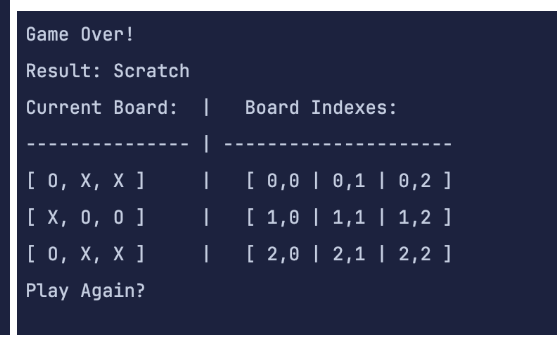 Game Over!
Result: Scratch
Current Board:  |   Board Indexes:
--------------- | ---------------------
[ O, X, X ]     |   [ 0,0 | 0,1 | 0,2 ]
[ X, O, O ]     |   [ 1,0 | 1,1 | 1,2 ]
[ O, X, X ]     |   [ 2,0 | 2,1 | 2,2 ]
Play Again?